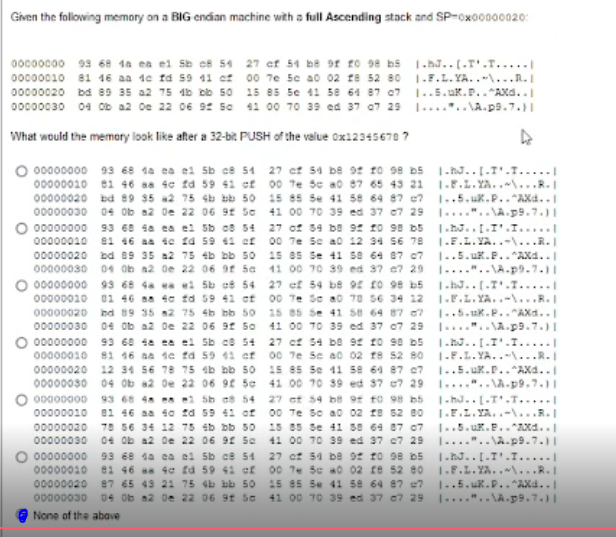 Given the following memory on a BIG endian machine with a full Ascending stack and SP=0x00000020:
00000000 93 68 4a ea e1 5b c8 54 27 cf 54 b8 9f f0 98 b5 |.hJ..[.T'.T.....|
00000010 81 46 aa 4c fd 59 41 cf 00 7e 5c a0 02 f8 52 80 |.F.L.YA..~\...R.|
00000020 bd 89 35 a2 75 4b bb 50 15 85 5e 41 58 64 87 c7 |..5.uK.P..^AXd..|
00000030 04 0b a2 0e 22 06 9f 5c 41 00 70 39 ed 37 c7 29 |...."..\A.p9.7.)|
What would the memory look like after a 32-bit PUSH of the value 0x12345678 ?
00000000 93 68 4a ea e1 5b c8 54 27 cf 54 b8 9f f0 98 b5 |.hJ..[.T'.T.....|
00000010 81 46 aa 4c fd 59 41 cf 00 7e 5c a0 87 65 43 21 |.F.L.YA..~\...R.|
00000020 bd 89 35 a2 75 4b bb 50 15 85 5e 41 58 64 87 c7 |..5.uK.P..^AXd..|
00000030 04 0b a2 0e 22 06 9f 5c 41 00 70 39 ed 37 c7 29 |...."..\A.p9.7.)|
00000000 93 68 4a ea e1 5b c8 54 27 cf 54 b8 9f f0 98 b5 |.hJ..[.T'.T.....|
00000010 81 46 aa 4c fd 59 41 cf 00 7e 5c a0 12 34 56 78 |.F.L.YA..~\...R.|
00000020 bd 89 35 a2 75 4b bb 50 15 85 5e 41 58 64 87 c7 |..5.uK.P..^AXd..|
00000030 04 0b a2 0e 22 06 9f 5c 41 00 70 39 ed 37 c7 29 |...."..\A.p9.7.)|
00000000 93 68 4a ea e1 5b c8 54 27 cf 54 b8 9f f0 98 b5 |.hJ..[.T'.T.....|
00000010 81 46 aa 4c fd 59 41 cf 00 7e 5c a0 78 56 34 12 |.F.L.YA..~\...R.|
00000020 bd 89 35 a2 75 4b bb 50 15 85 5e 41 58 64 87 c7 |..5.uK.P..^AXd..|
00000030 04 0b a2 0e 22 06 9f 5c 41 00 70 39 ed 37 c7 29 |...."..\A.p9.7.)|
00000000 93 68 4a ea e1 5b c8 54 27 cf 54 b8 9f f0 98 b5 |.hJ..[.T'.T.....|
00000010 81 46 aa 4c fd 59 41 cf 00 7e 5c a0 02 f8 52 80 |.F.L.YA..~\...R.|
00000020 12 34 56 78 75 4b bb 50 15 85 5e 41 58 64 87 c7 |..5.uK.P..^AXd..|
00000030 04 0b a2 0e 22 06 9f 5c 41 00 70 39 ed 37 c7 29 |...."..\A.p9.7.)|
00000000 93 68 4a ea e1 5b c8 54 27 cf 54 b8 9f f0 98 b5 |.hJ..[.T'.T.....|
00000010 81 46 aa 4c fd 59 41 cf 00 7e 5c a0 02 f8 52 80 |.F.L.YA..~\...R.|
00000020 78 56 34 12 75 4b bb 50 15 85 5e 41 58 64 87 c7 |..5.uK.P..^AXd..|
00000030 04 0b a2 0e 22 06 9f 5c 41 00 70 39 ed 37 c7 29 |...."..\A.p9.7.)|
00000000 93 68 4a ea e1 5b c8 54 27 cf 54 b8 9f f0 98 b5 |.hJ..[.T'.T.....|
00000010 81 46 aa 4c fd 59 41 cf 00 7e 5c a0 02 f8 52 80 |.F.L.YA..~\...R.|
00000020 87 65 43 21 75 4b bb 50 15 85 5e 41 58 64 87 c7 |..5.uK.P..^AXd..|
00000030 04 0b a2 0e 22 06 9f 5c 41 00 70 39 ed 37 c7 29 |...."..\A.p9.7.)|
None of the above